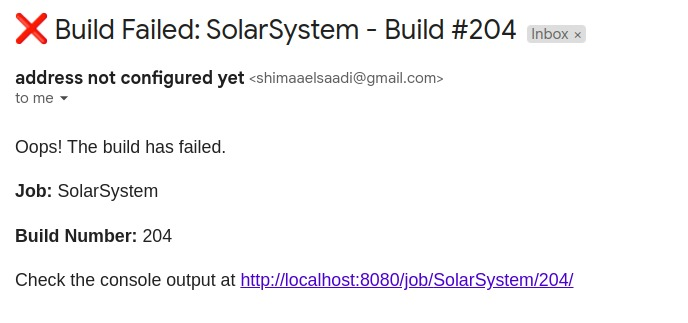 ❌ Build Failed: SolarSystem - Build #204 Inbox ×
address not configured yet <shimaaelsaadi@gmail.com>
to me
Oops! The build has failed.
Job: SolarSystem
Build Number: 204
Check the console output at http://localhost:8080/job/SolarSystem/204/